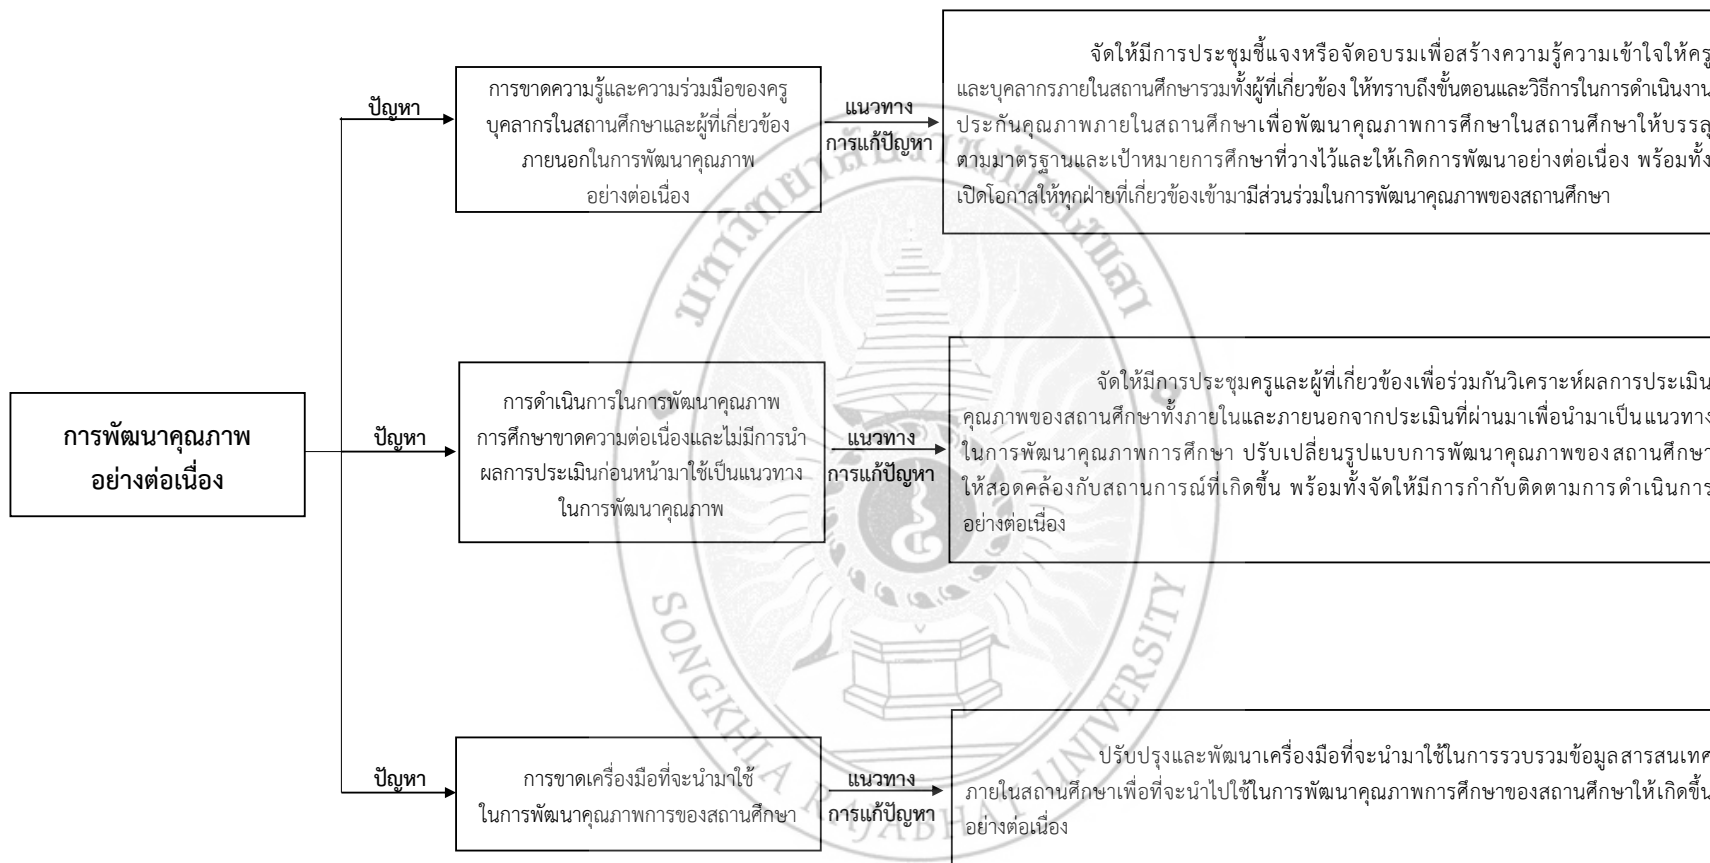 การพัฒนาคุณภาพ
อย่างต่อเนื่อง
ปัญหา
การขาดความรู้และความร่วมมือของครู
บุคลากรในสถานศึกษาและผู้ที่เกี่ยวข้อง
ภายนอกในการพัฒนาคุณภาพ
อย่างต่อเนื่อง
แนวทาง
การแก้ปัญหา
จัดให้มีการประชุมชี้แจงหรือจัดอบรมเพื่อสร้างความรู้ความเข้าใจให้ครู
และบุคลากรภายในสถานศึกษารวมทั้งผู้ที่เกี่ยวข้อง ให้ทราบถึงขั้นตอนและวิธีการในการดำเนินงาน
ประกันคุณภาพภายในสถานศึกษาเพื่อพัฒนาคุณภาพการศึกษาในสถานศึกษาให้บรรลุ
ตามมาตรฐานและเป้าหมายการศึกษาที่วางไว้และให้เกิดการพัฒนาอย่างต่อเนื่อง พร้อมทั้ง
เปิดโอกาสให้ทุกฝ่ายที่เกี่ยวข้องเข้ามามีส่วนร่วมในการพัฒนาคุณภาพของสถานศึกษา
ปัญหา
การดำเนินการในการพัฒนาคุณภาพ
การศึกษาขาดความต่อเนื่องและไม่มีการนำ
ผลการประเมินก่อนหน้ามาใช้เป็นแนวทาง
ในการพัฒนาคุณภาพ
แนวทาง
การแก้ปัญหา
จัดให้มีการประชุมครูและผู้ที่เกี่ยวข้องเพื่อร่วมกันวิเคราะห์ผลการประเมิน
คุณภาพของสถานศึกษาทั้งภายในและภายนอกจากประเมินที่ผ่านมาเพื่อนำมาเป็นแนวทาง
ในการพัฒนาคุณภาพการศึกษา ปรับเปลี่ยนรูปแบบการพัฒนาคุณภาพของสถานศึกษา
ให้สอดคล้องกับสถานการณ์ที่เกิดขึ้น พร้อมทั้งจัดให้มีการกำกับติดตามการดำเนินการ
อย่างต่อเนื่อง
ปัญหา
การขาดเครื่องมือที่จะนำมาใช้
ในการพัฒนาคุณภาพการของสถานศึกษา
แนวทาง
การแก้ปัญหา
ปรับปรุงและพัฒนาเครื่องมือที่จะนำมาใช้ในการรวบรวมข้อมูลสารสนเทศ
ภายในสถานศึกษาเพื่อที่จะนำไปใช้ในการพัฒนาคุณภาพการศึกษาของสถานศึกษาให้เกิดขึ้น
อย่างต่อเนื่อง
มหาวิทยาลัยราชภัฏสงขลา
SONGKHLA RAJABHAT UNIVERSITY